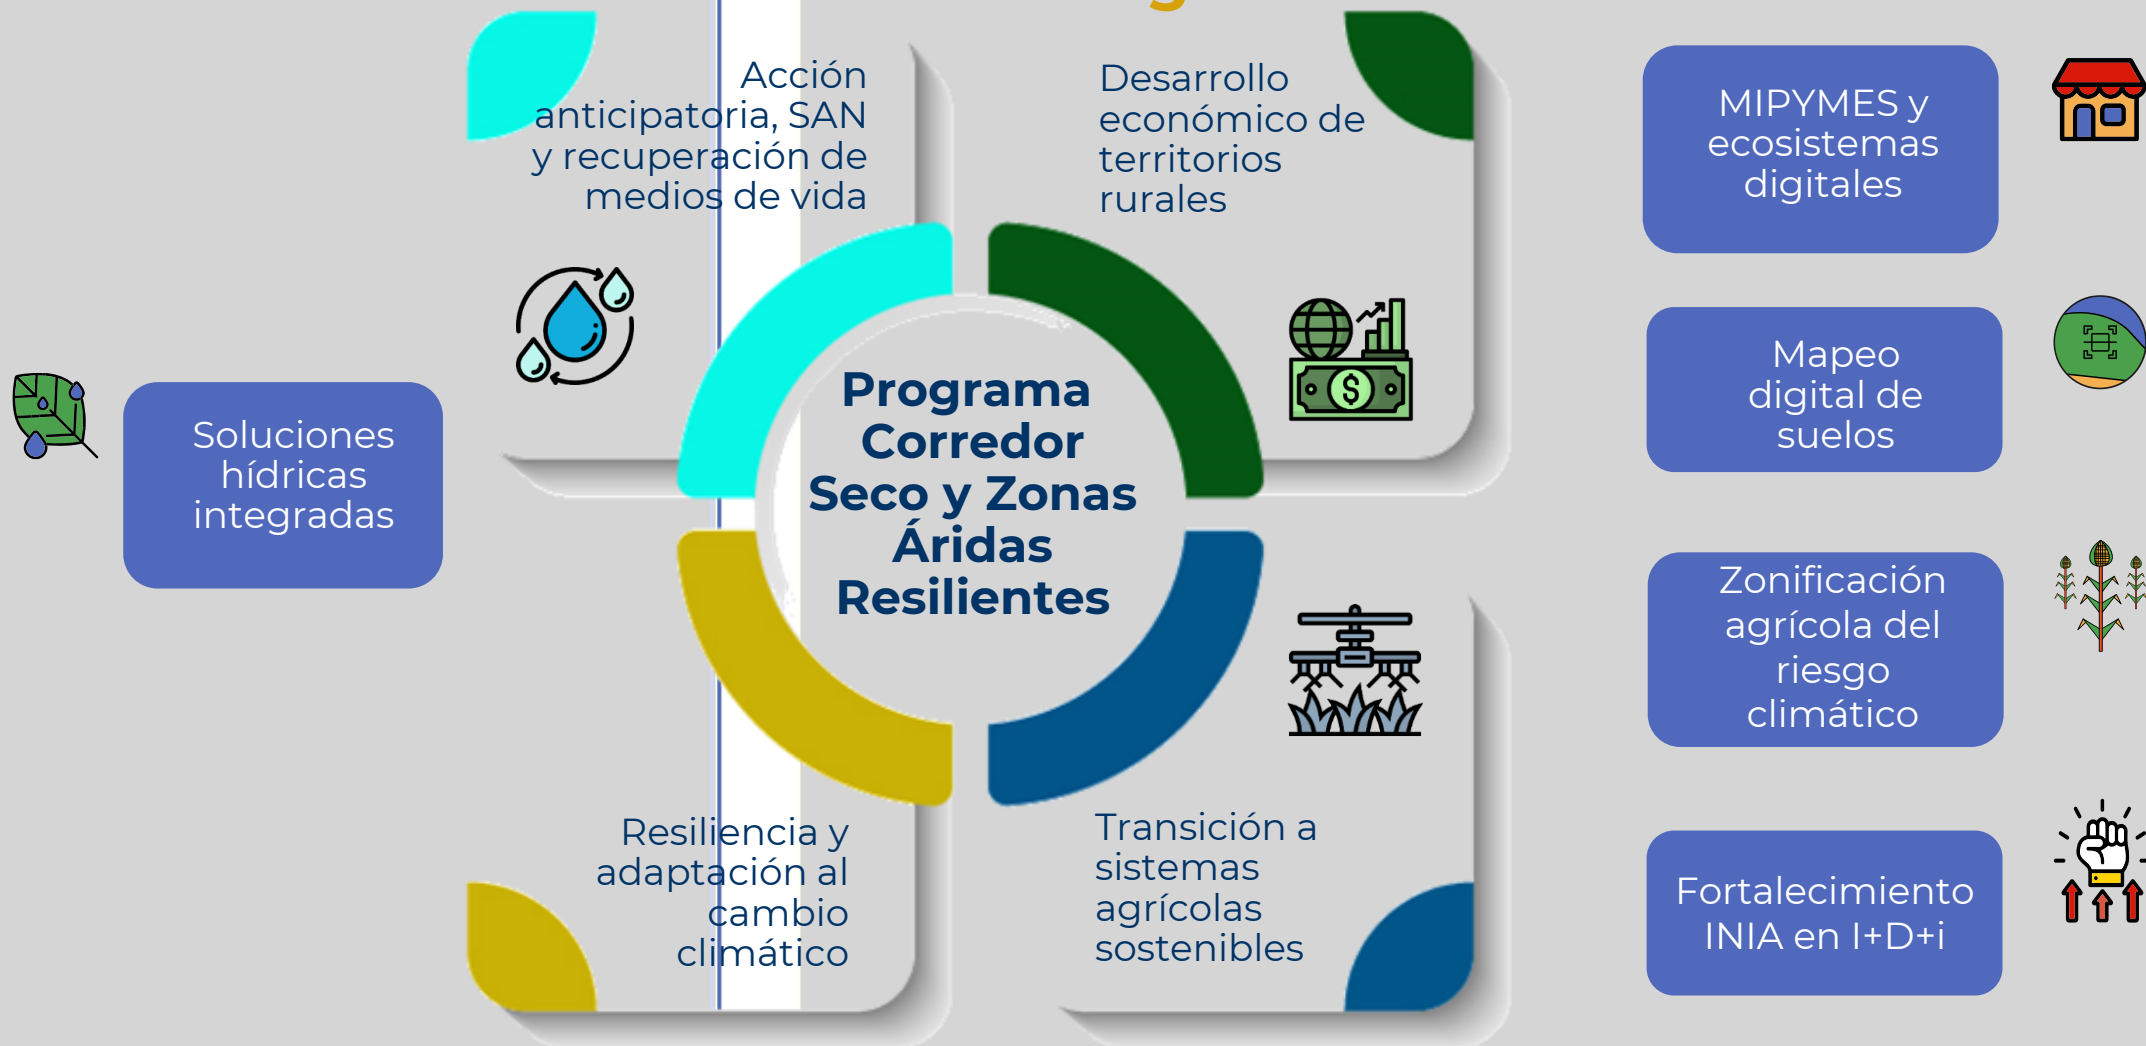 Acción
anticipatoria, SAN
y recuperación de
medios de vida
Desarrollo
económico de
territorios
rurales
Soluciones
hídricas
integradas
Programa
Corredor
Seco y Zonas
Áridas
Resilientes
Resiliencia y
adaptación al
cambio
climático
Transición a
sistemas
agrícolas
sostenibles
MIPYMES y
ecosistemas
digitales
Mapeo
digital de
suelos
Zonificación
agrícola del
riesgo
climático
Fortalecimiento
INIA en I+D+i